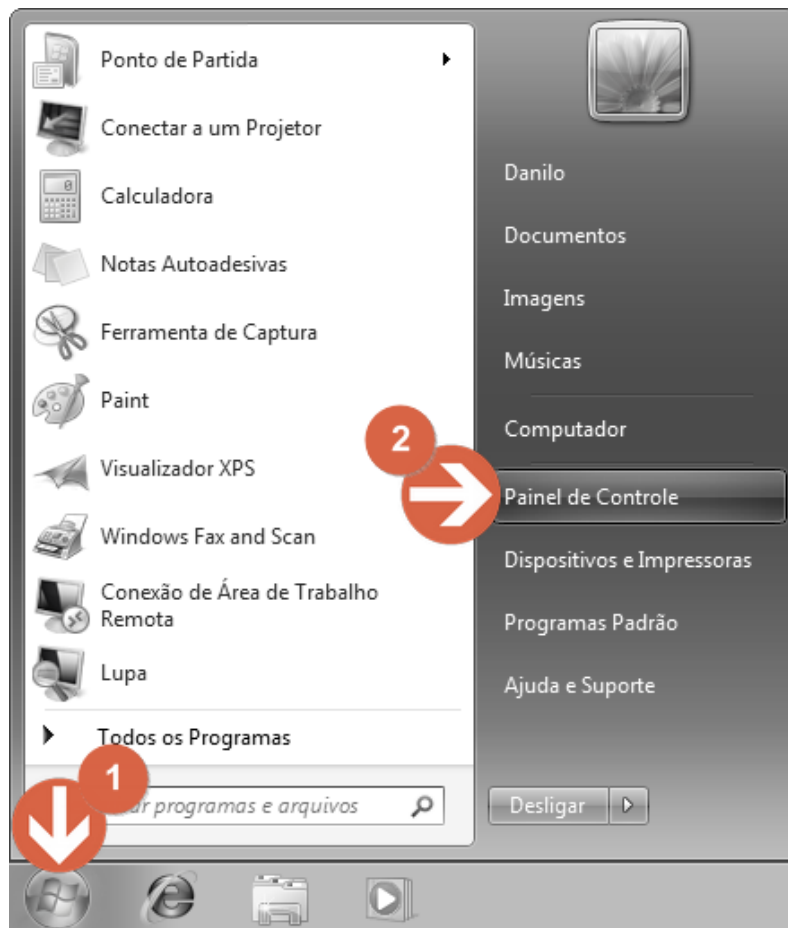 Ponto de Partida
Conectar a um Projetor
Calculadora
Notas Autoadesivas
Ferramenta de Captura
Paint
Visualizador XPS
Windows Fax and Scan
Conexão de Área de Trabalho
Remota
Lupa
Todos os Programas
programas e arquivos
1
2
Danilo
Documentos
Imagens
Músicas
Computador
Painel de Controle
Dispositivos e Impressoras
Programas Padrão
Ajuda e Suporte
Desligar